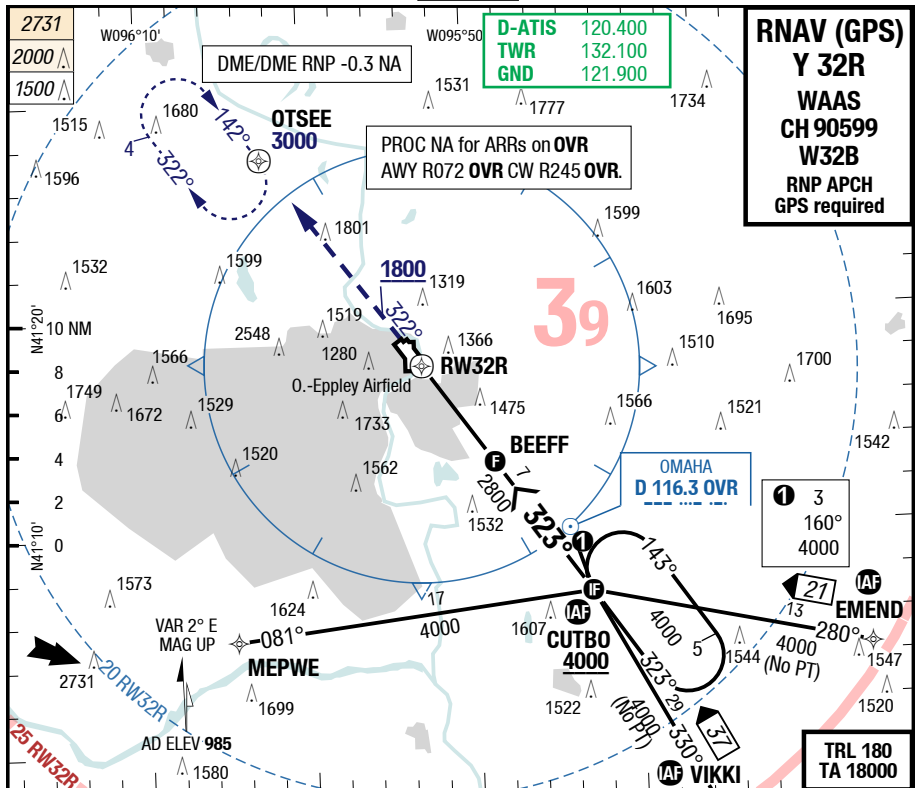 2731
2000
1500
W096°10'
W095°50'
DME/DME RNP -0.3 NA
D-ATIS 120.400
TWR 132.100
GND 121.900
RNAV (GPS)
Y 32R
WAAS
CH 90599
W32B
RNP APCH
GPS required
1531
1777
1734
1515
1680
142°
4
322°
OTSEE
3000
PROC NA for ARRs on OVR
AWY R072 OVR CW R245 OVR.
1596
1801
1599
1532
1599
1800
322°
1319
1603
1695
39
N41°20'
10 NM
1519
2548
1366
1510
1566
1280
RW32R
8
1700
O.-Eppley Airfield
1749
1672
1529
1475
1566
1521
6
1733
1542
BEEFF
F
7
4
1520
1562
2800
OMAHA
D 116.3 OVR
2
1532
1 3
160°
4000
N41°10'
0
323°
1
143°
1573
17
IF
21
IAF
EMEND
1624
1607
IAF
CUTBO
4000
4000
13
280°
VAR 2° E
MAG UP
081°
4000
5
1544
4000
(No PT)
1547
MEPWE
2731
20 RW32R
323°
29
1699
1522
4000
(No PT)
330°
37
1520
AD ELEV 985
25 RW32R
1580
IAF VIKKI
TRL 180
TA 18000